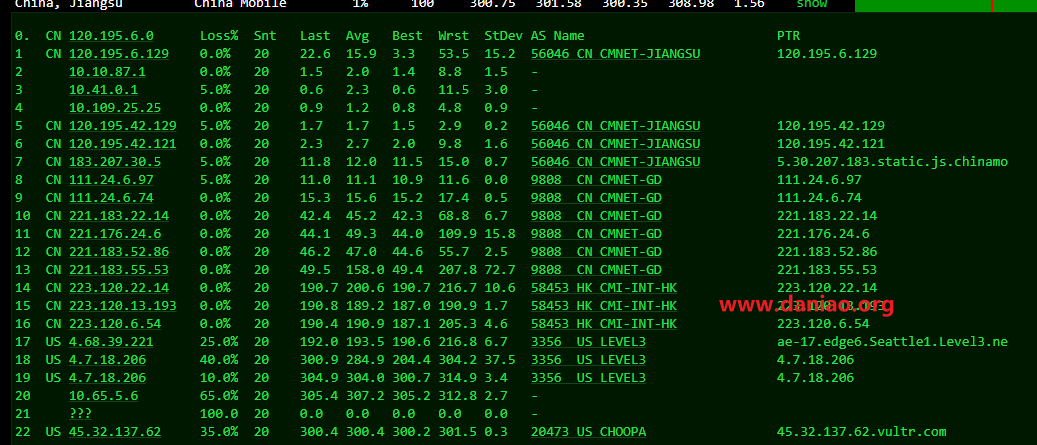 China, Jiangsu China Mobile 1% 100 300.75 301.58 300.35 308.98 1.56 show
0. CN 120.195.6.0 Loss% Snt Last Avg Best Wrst StDev AS Name PTR
1 CN 120.195.6.129 0.0% 20 22.6 15.9 3.3 53.5 15.2 56046 CN CMNET-JIANGSU 120.195.6.129
2 10.10.87.1 0.0% 20 1.5 2.0 1.4 8.8 1.5 -
3 10.41.0.1 5.0% 20 0.6 2.3 0.6 11.5 3.0 -
4 10.109.25.25 0.0% 20 0.9 1.2 0.8 4.8 0.9 -
5 CN 120.195.42.129 5.0% 20 1.7 1.7 1.5 2.9 0.2 56046 CN CMNET-JIANGSU 120.195.42.129
6 CN 120.195.42.121 0.0% 20 2.3 2.7 2.0 9.8 1.6 56046 CN CMNET-JIANGSU 120.195.42.121
7 CN 183.207.30.5 5.0% 20 11.8 12.0 11.5 15.0 0.7 56046 CN CMNET-JIANGSU 5.30.207.183.static.js.chinamo
8 CN 111.24.6.97 5.0% 20 11.0 11.1 10.9 11.6 0.0 9808 CN CMNET-GD 111.24.6.97
9 CN 111.24.6.74 0.0% 20 15.3 15.6 15.2 17.4 0.5 9808 CN CMNET-GD 111.24.6.74
10 CN 221.183.22.14 0.0% 20 42.4 45.2 42.3 68.8 6.7 9808 CN CMNET-GD 221.183.22.14
11 CN 221.176.24.6 0.0% 20 44.1 49.3 44.0 109.9 15.8 9808 CN CMNET-GD 221.176.24.6
12 CN 221.183.52.86 0.0% 20 46.2 47.0 44.6 55.7 2.5 9808 CN CMNET-GD 221.183.52.86
13 CN 221.183.55.53 0.0% 20 49.5 158.0 49.4 207.8 72.7 9808 CN CMNET-GD 221.183.55.53
14 CN 223.120.22.14 0.0% 20 190.7 200.6 190.7 216.7 10.6 58453 HK CMI-INT-HK 223.120.22.14
15 CN 223.120.13.193 0.0% 20 190.8 189.2 187.0 190.9 1.7 58453 HK CMI-INT-HK 223.120.13.193
www.daniao.org
16 CN 223.120.6.54 0.0% 20 190.4 190.9 187.1 205.3 4.6 58453 HK CMI-INT-HK 223.120.6.54
17 US 4.68.39.221 25.0% 20 192.0 193.5 190.6 216.8 6.7 3356 US LEVEL3 ae-17.edge6.Seattle1.Level3.ne
18 US 4.7.18.206 40.0% 20 300.9 284.9 204.4 304.2 37.5 3356 US LEVEL3 4.7.18.206
19 US 4.7.18.206 10.0% 20 304.9 304.0 300.7 314.9 3.4 3356 US LEVEL3 4.7.18.206
20 10.65.5.6 65.0% 20 305.4 307.2 305.2 312.8 2.7 -
21 ??? 100.0 20 0.0 0.0 0.0 0.0 0.0 -
22 US 45.32.137.62 35.0% 20 300.4 300.4 300.2 301.5 0.3 20473 US CHOOPA 45.32.137.62.vultr.com